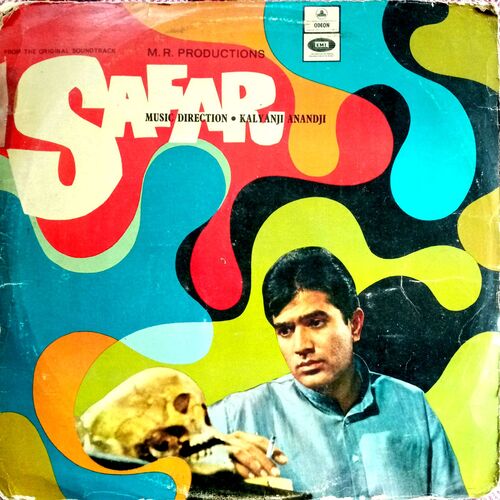 ODEON
EMI
FROM THE ORIGINAL SOUNDTRACK
M. R. PRODUCTIONS
SAFAR
MUSIC DIRECTION • KALYANJI ANANDJI